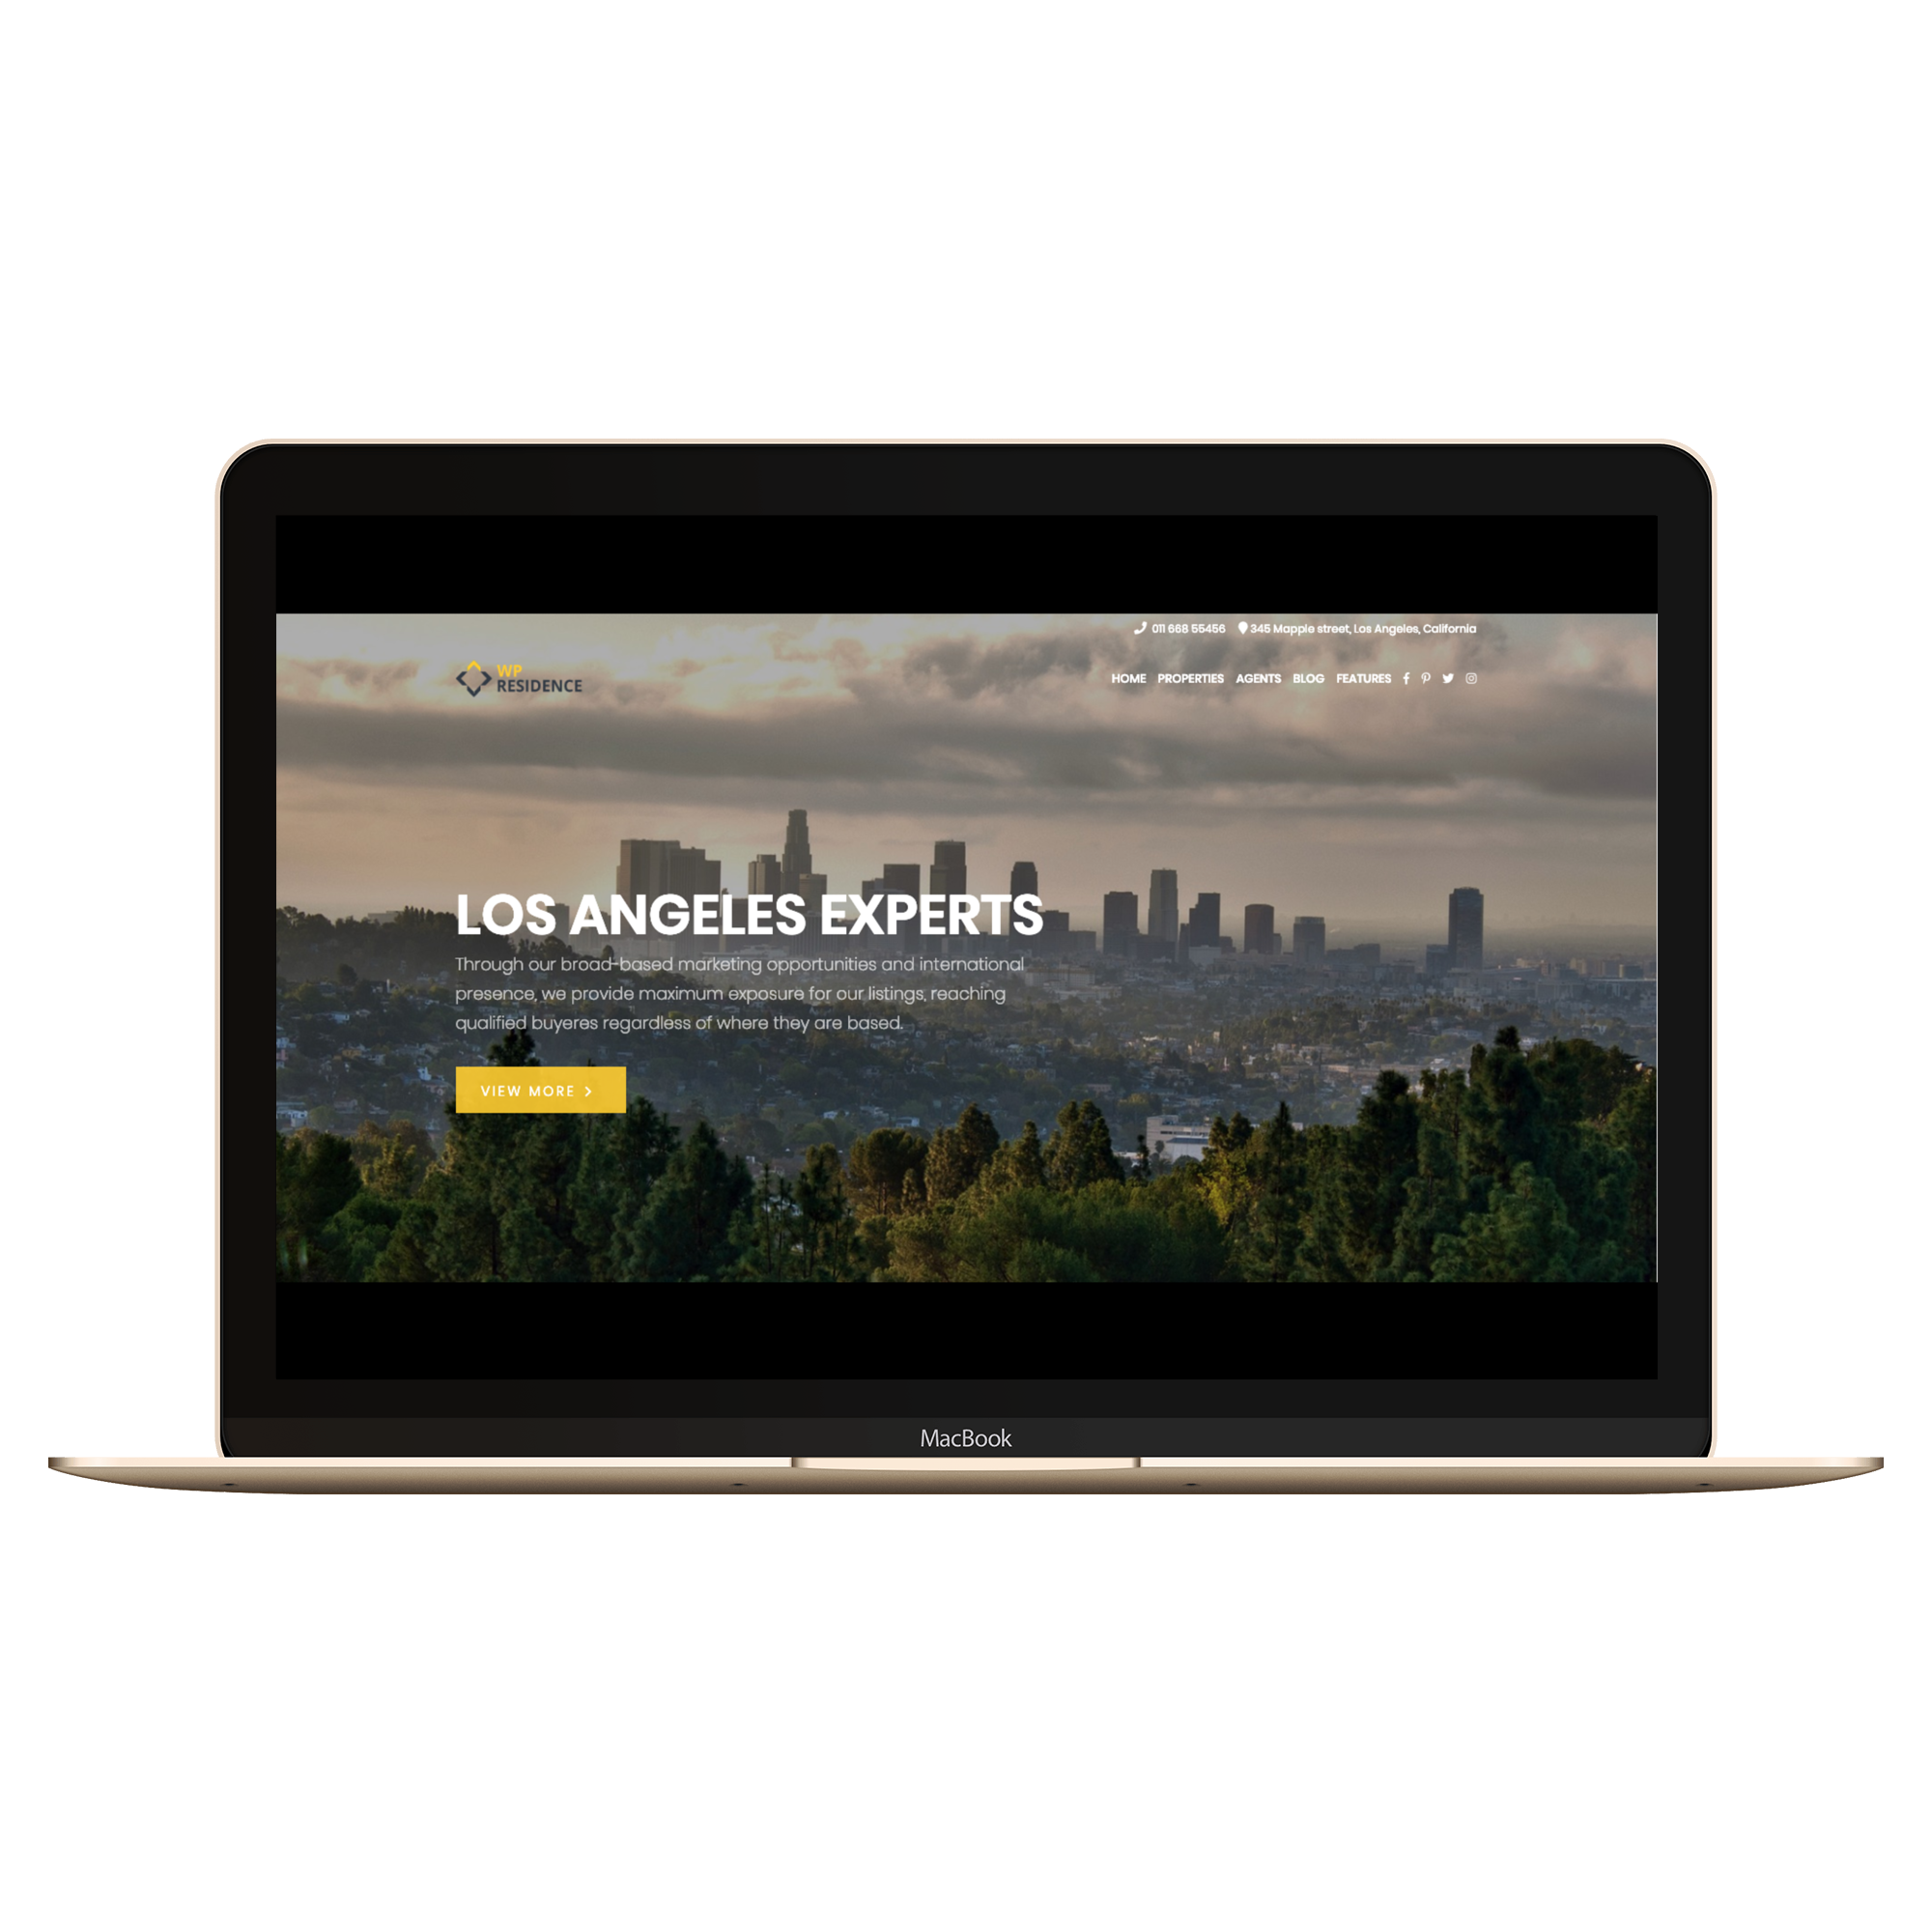 011 668 55456 345 Mapple street, Los Angeles, California
WP
RESIDENCE
HOME PROPERTIES AGENTS BLOG FEATURES
LOS ANGELES EXPERTS
Through our broad-based marketing opportunities and international
presence, we provide maximum exposure for our listings, reaching
qualified buyeres regardless of where they are based.
VIEW MORE >
MacBook